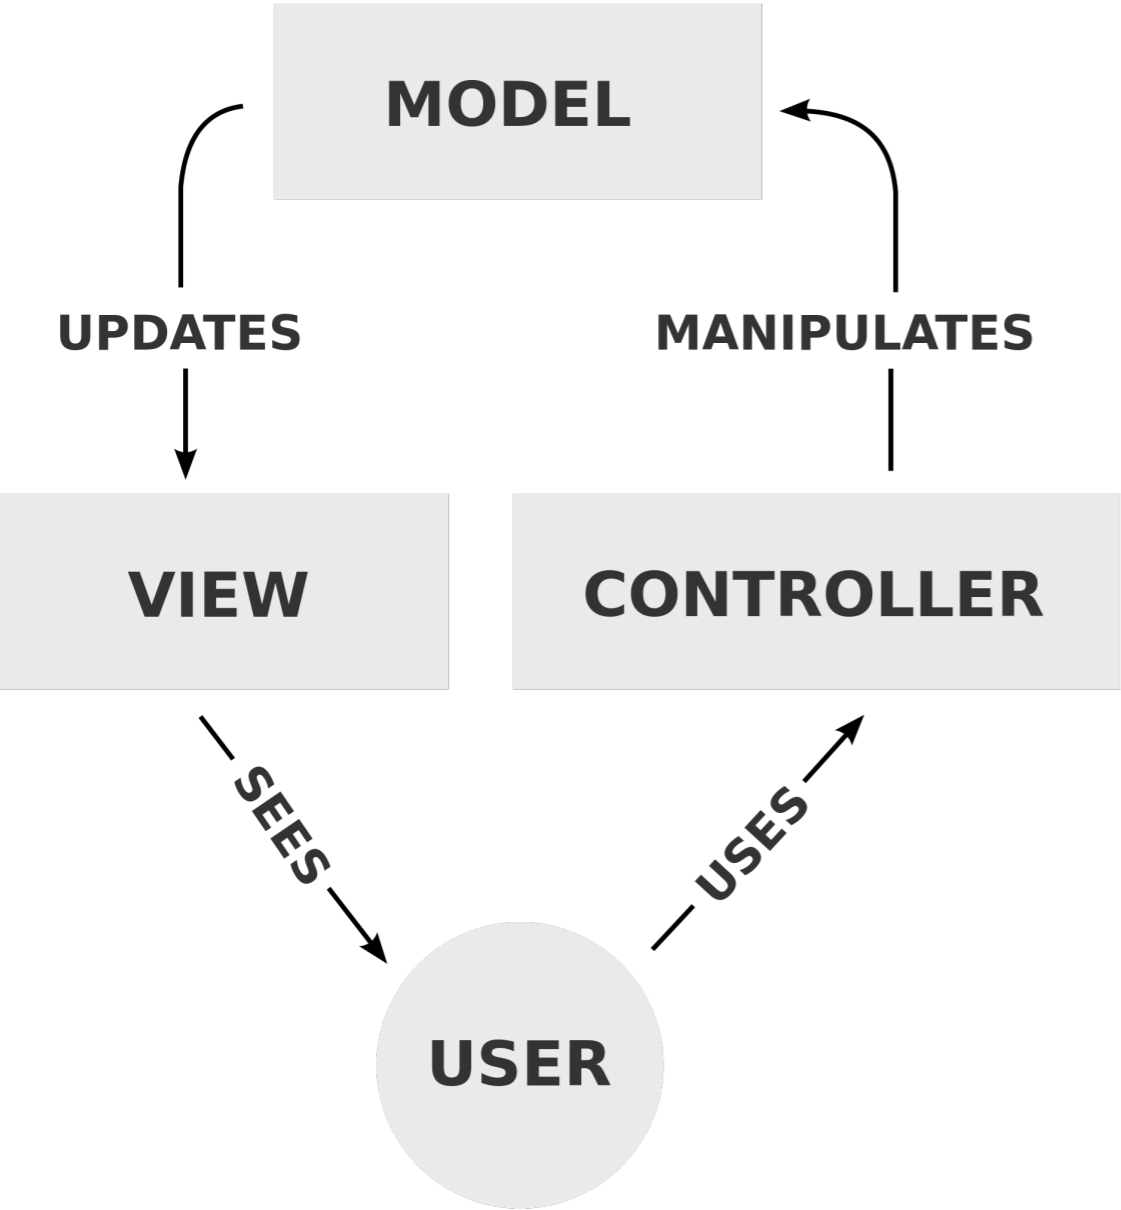 MODEL
UPDATES
MANIPULATES
VIEW
CONTROLLER
SEES
USES
USER